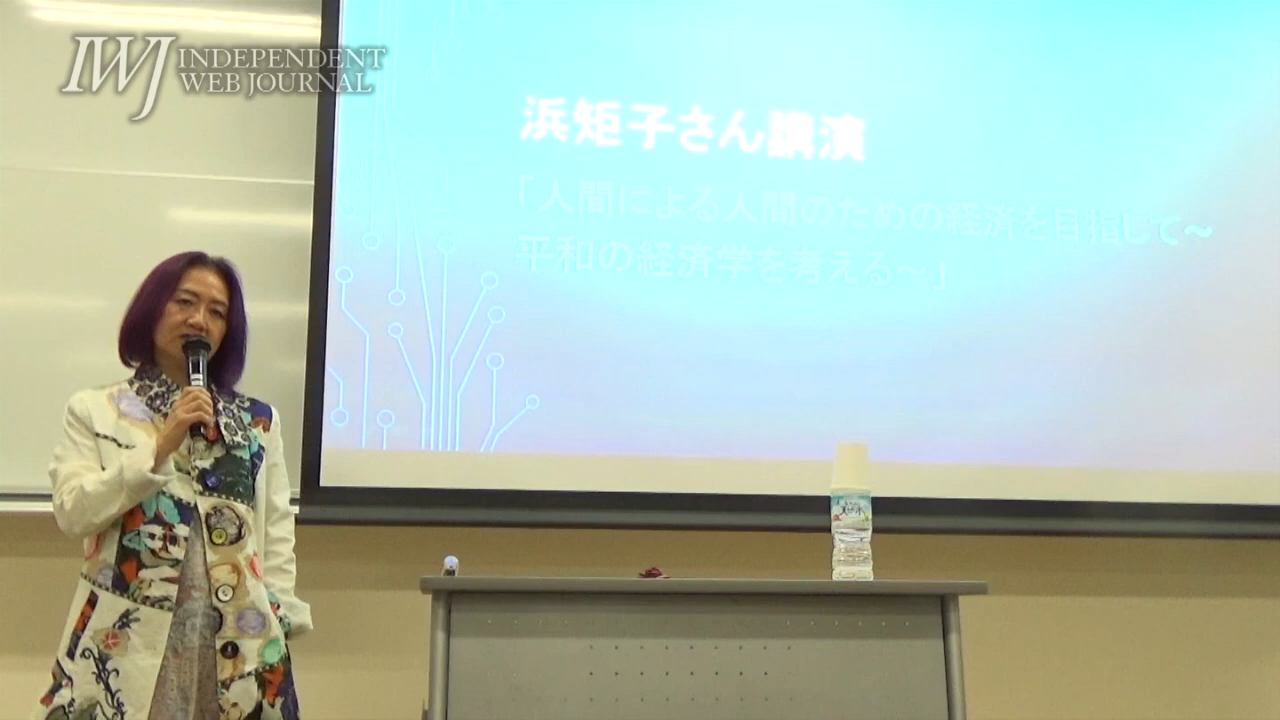 IWJ INDEPENDENT
WEB JOURNAL
浜矩子さん講演
「人間による人間のための経済を目指して～
平和の経済学を考える～」